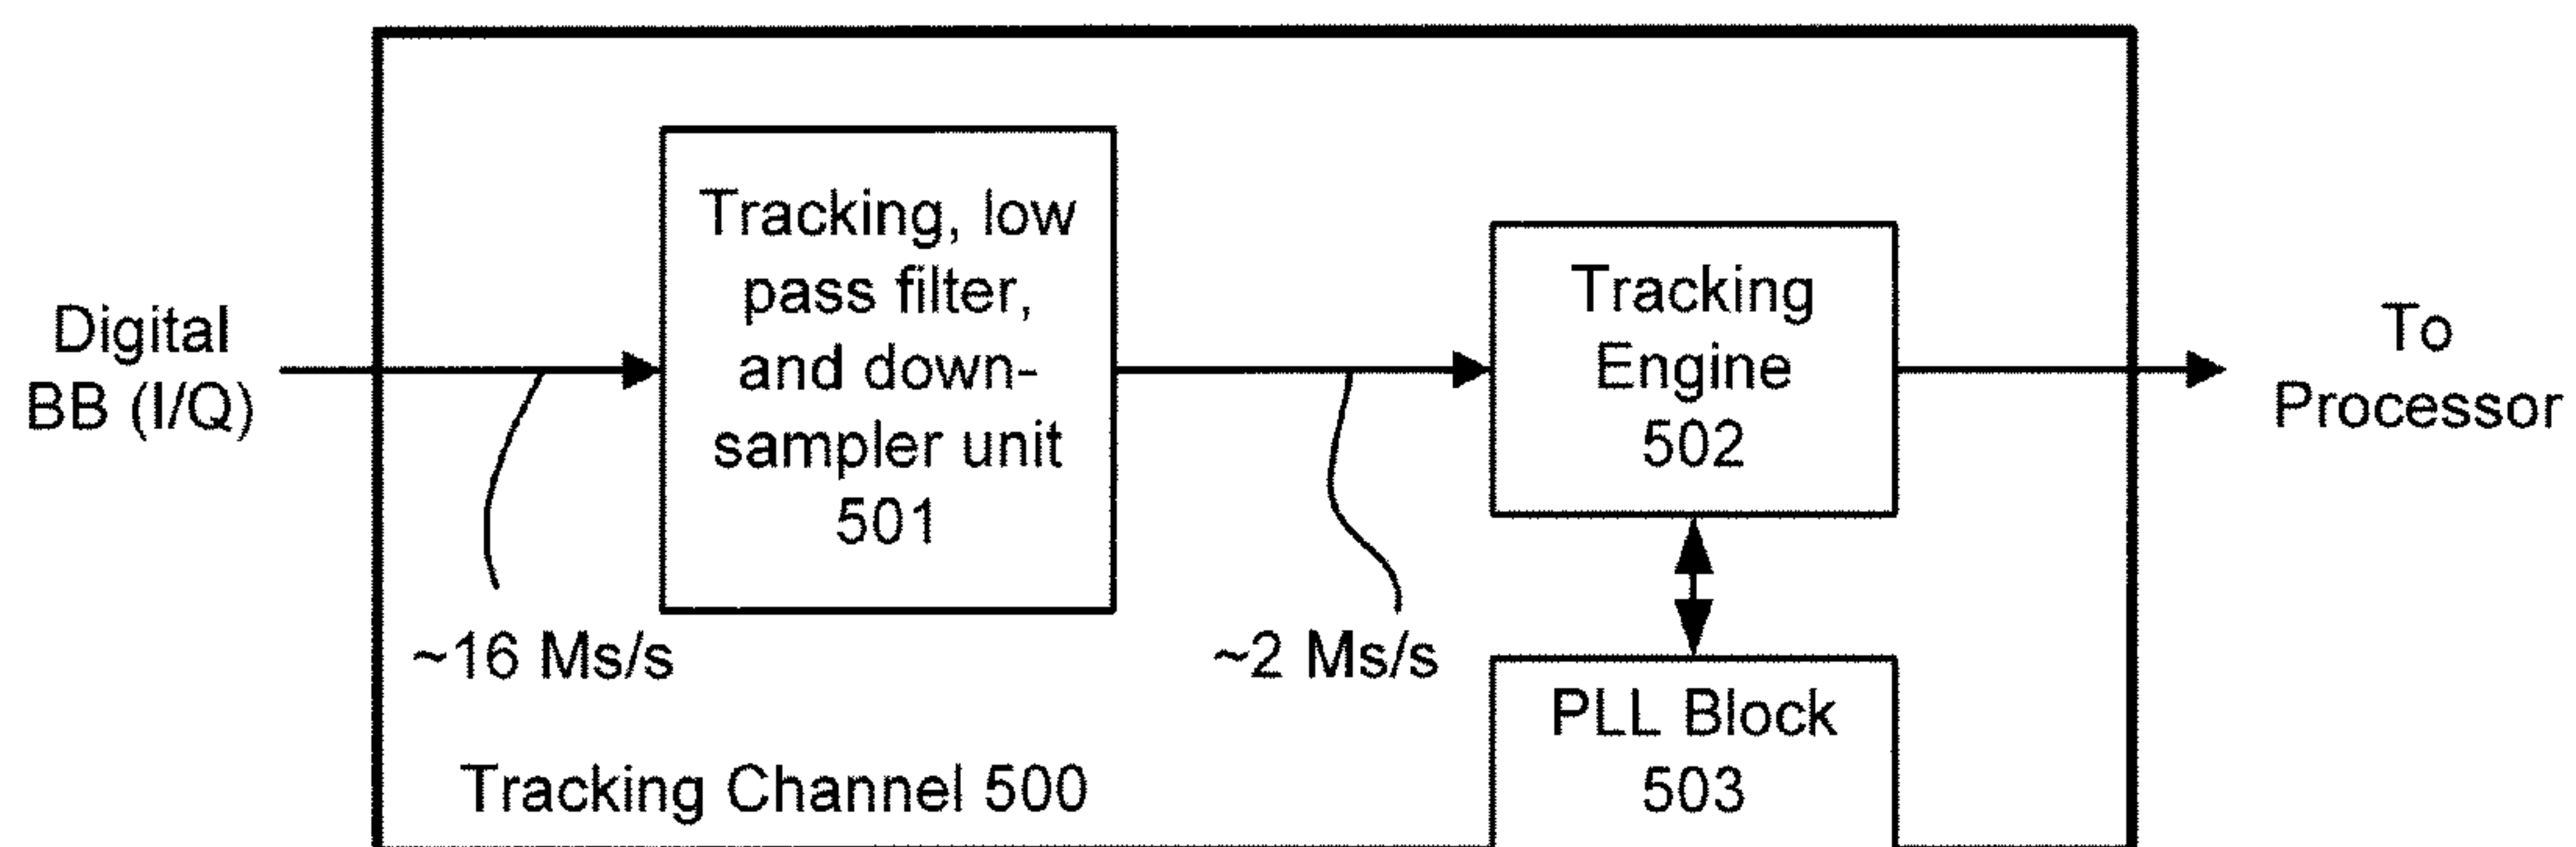 Digital
BB (I/Q)
~16 Ms/s
Tracking, low
pass filter,
and down-
sampler unit
501
~2 Ms/s
Tracking
Engine
502
PLL Block
503
To
Processor
Tracking Channel 500